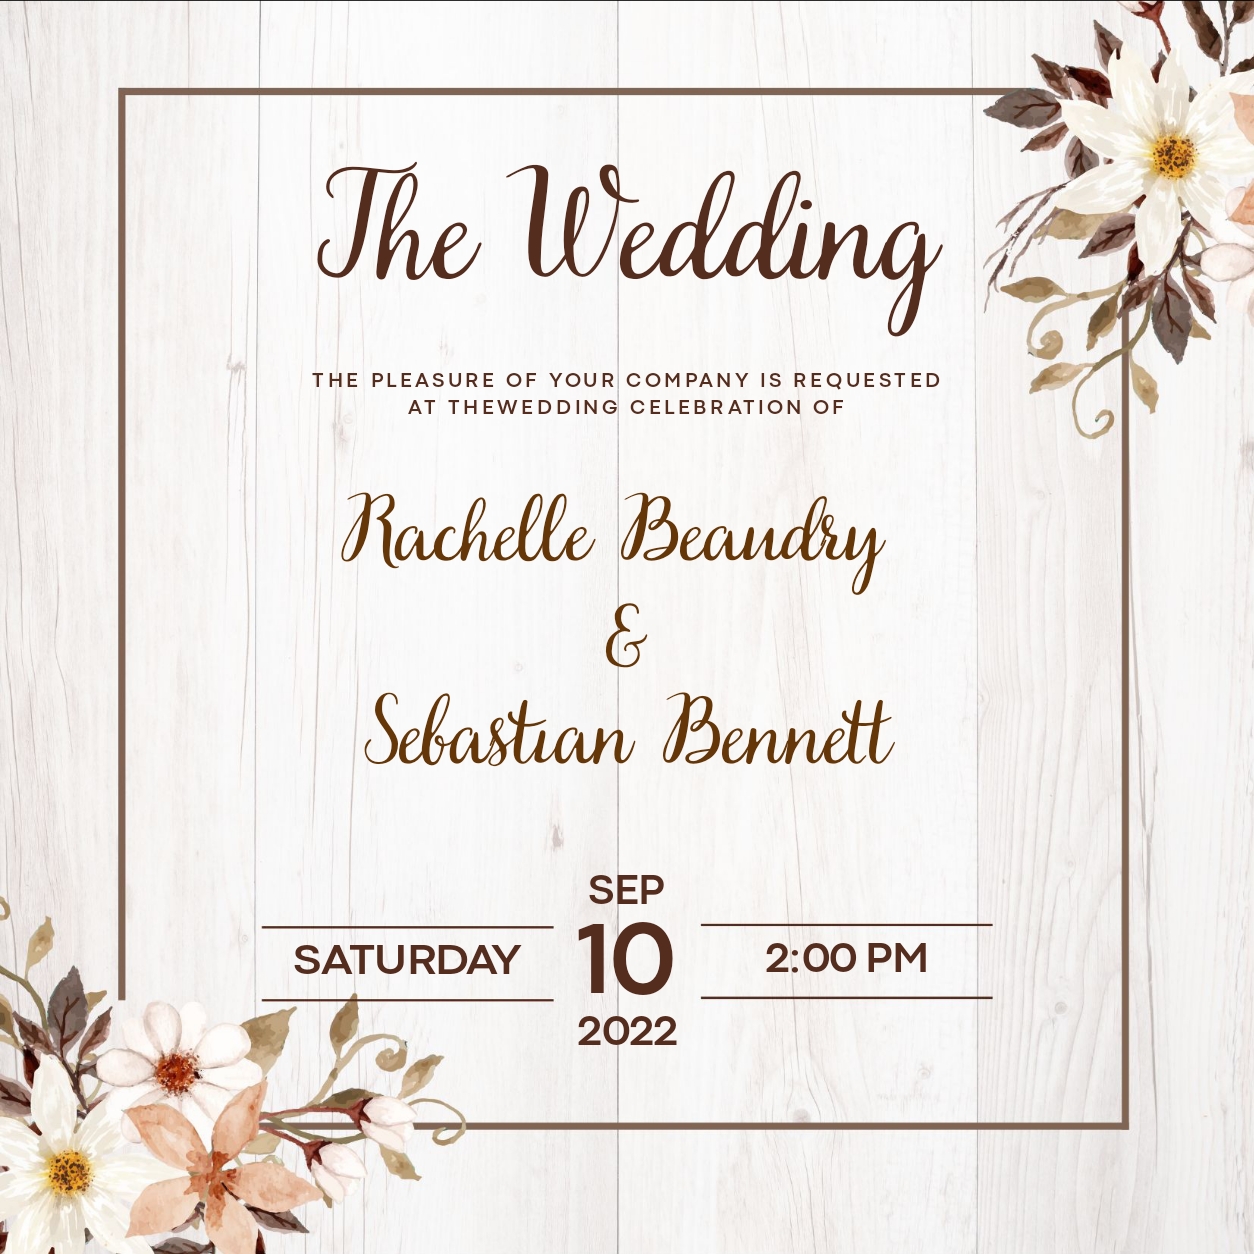 The Wedding
THE PLEASURE OF YOUR COMPANY IS REQUESTED
AT THEWEDDING CELEBRATION OF
Rachelle Beaudry
&
Sebastian Bennett
SEP
SATURDAY 10 2:00 PM
2022